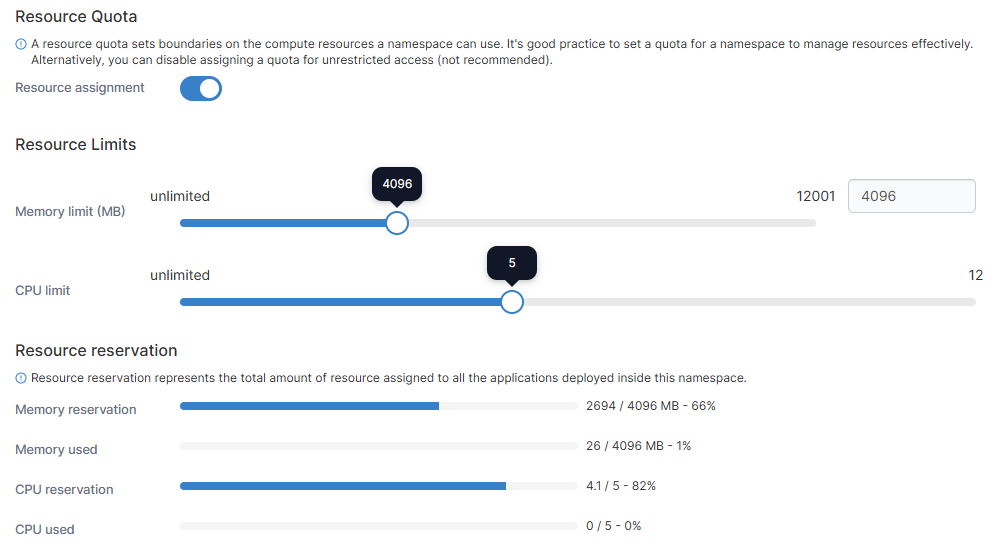 Resource Quota
A resource quota sets boundaries on the compute resources a namespace can use. It's good practice to set a quota for a namespace to manage resources effectively.
Alternatively, you can disable assigning a quota for unrestricted access (not recommended).
Resource assignment
Resource Limits
4096
unlimited 12001 4096
Memory limit (MB)
5
unlimited 12
CPU limit
Resource reservation
Resource reservation represents the total amount of resource assigned to all the applications deployed inside this namespace.
Memory reservation 2694 / 4096 MB - 66%
Memory used 26 / 4096 MB - 1%
CPU reservation 4.1 / 5 - 82%
CPU used 0 / 5 - 0%